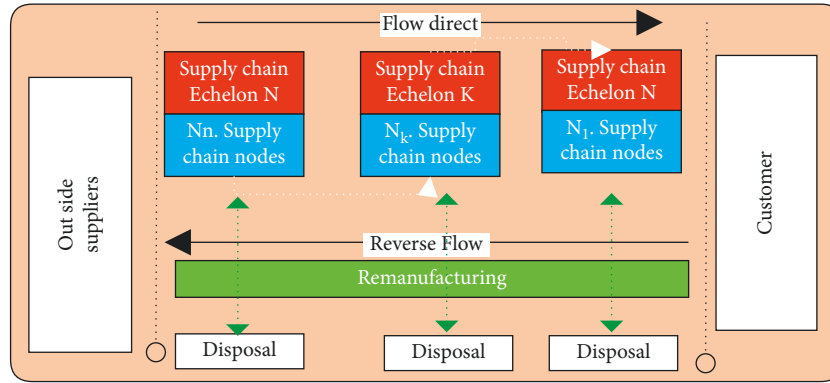 Flow direct
Out side
suppliers
Supply chain
Echelon N
Nn. Supply
chain nodes
Supply chain
Echelon K
Nₖ. Supply
chain nodes
Supply chain
Echelon N
N₁. Supply
chain nodes
Customer
Reverse Flow
Remanufacturing
Disposal
Disposal
Disposal